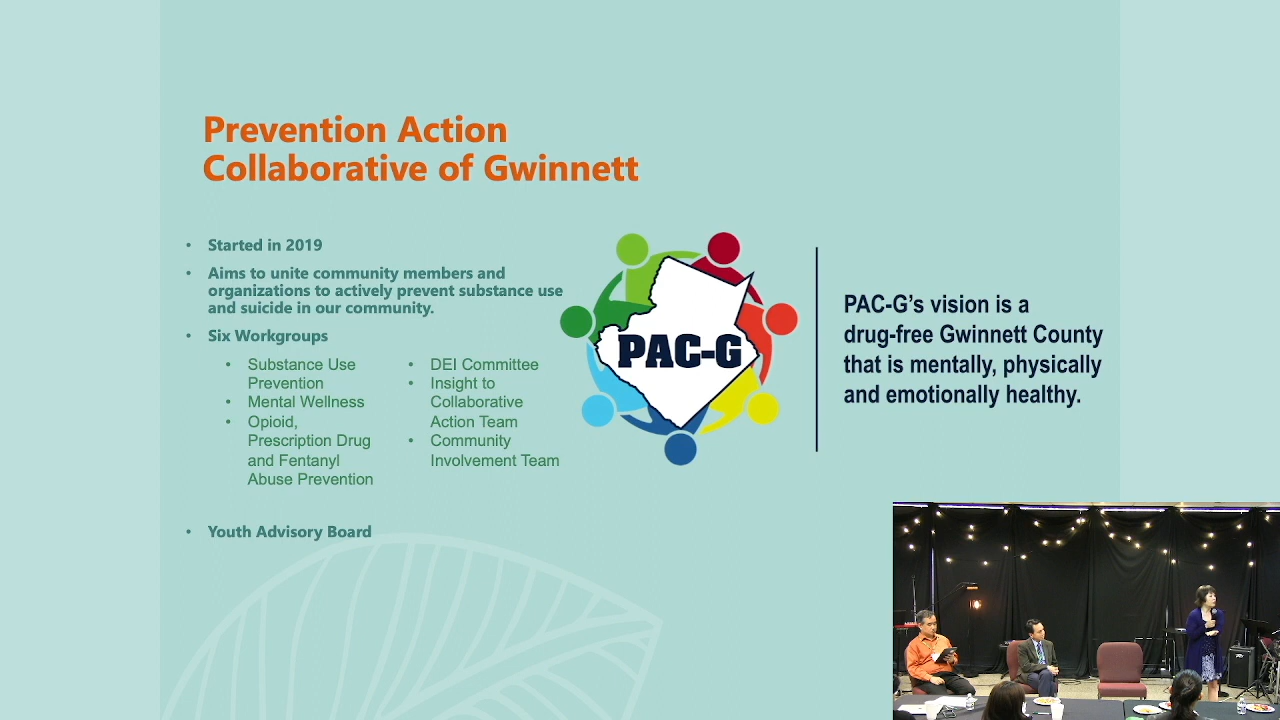 Prevention Action
Collaborative of Gwinnett
• Started in 2019
• Aims to unite community members and
organizations to actively prevent substance use
and suicide in our community.
• Six Workgroups
• Substance Use
Prevention
• Mental Wellness
• Opioid,
Prescription Drug
and Fentanyl
Abuse Prevention
• DEI Committee
• Insight to
Collaborative
Action Team
• Community
Involvement Team
• Youth Advisory Board
PAC-G
PAC-G’s vision is a
drug-free Gwinnett County
that is mentally, physically
and emotionally healthy.